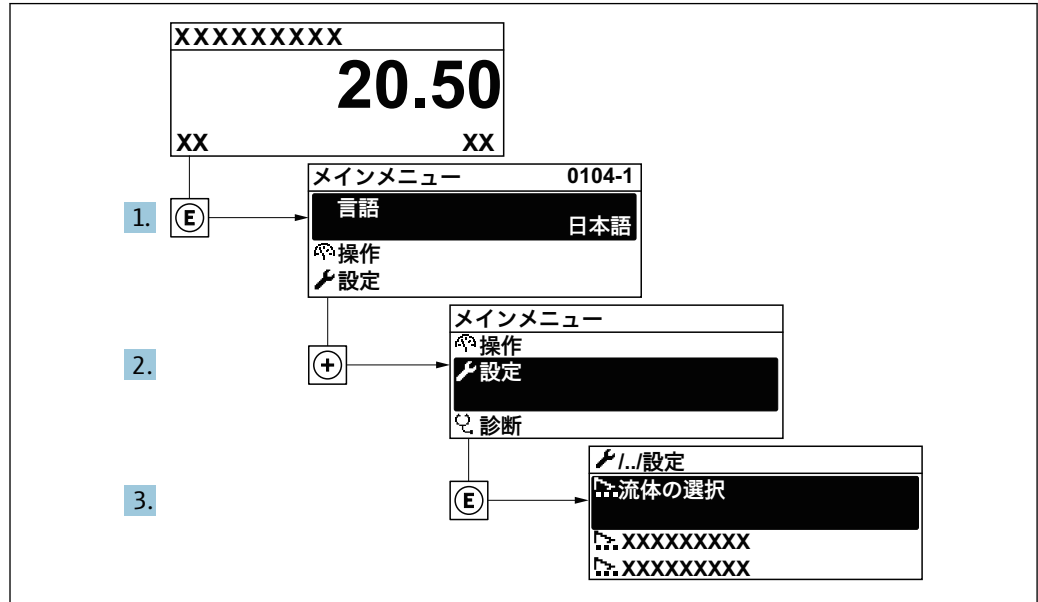 XXXXXXXXX
20.50
XX XX
1. E
メインメニュー 0104-1
言語
日本語
操作
設定
2. +
メインメニュー
操作
設定
診断
3. E
/../設定
流体の選択
XXXXXXXXX
XXXXXXXXX